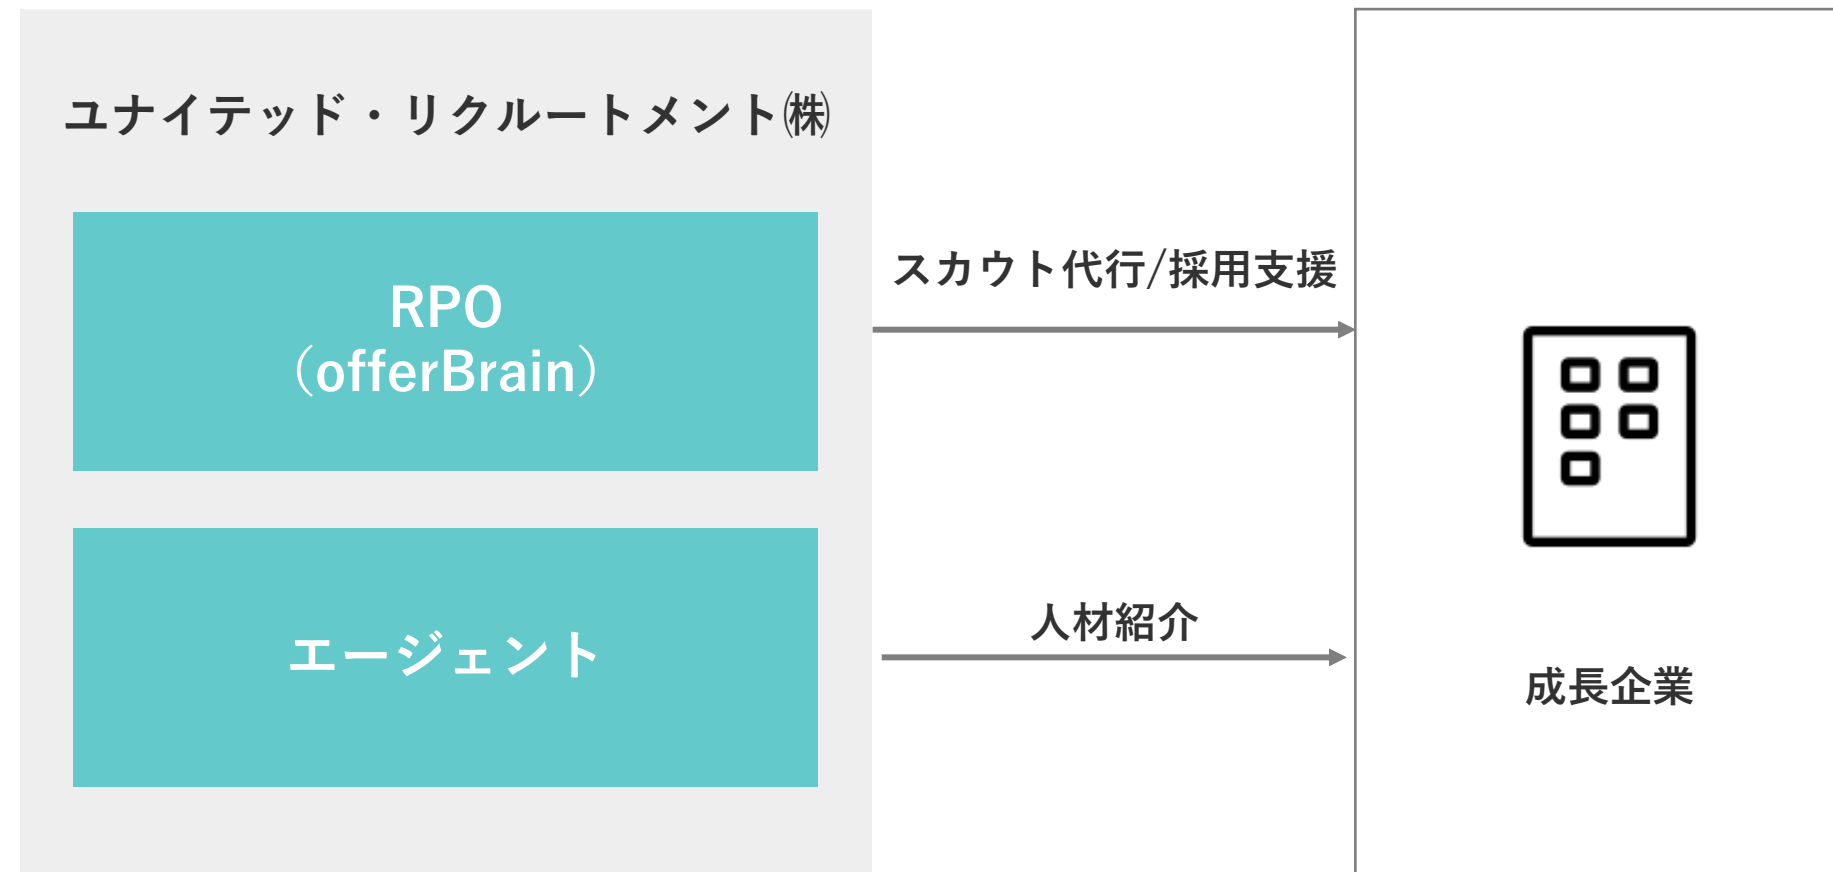 ユナイテッド・リクルートメント㈱
RPO
（offerBrain）
スカウト代行/採用支援
エージェント
人材紹介
成長企業